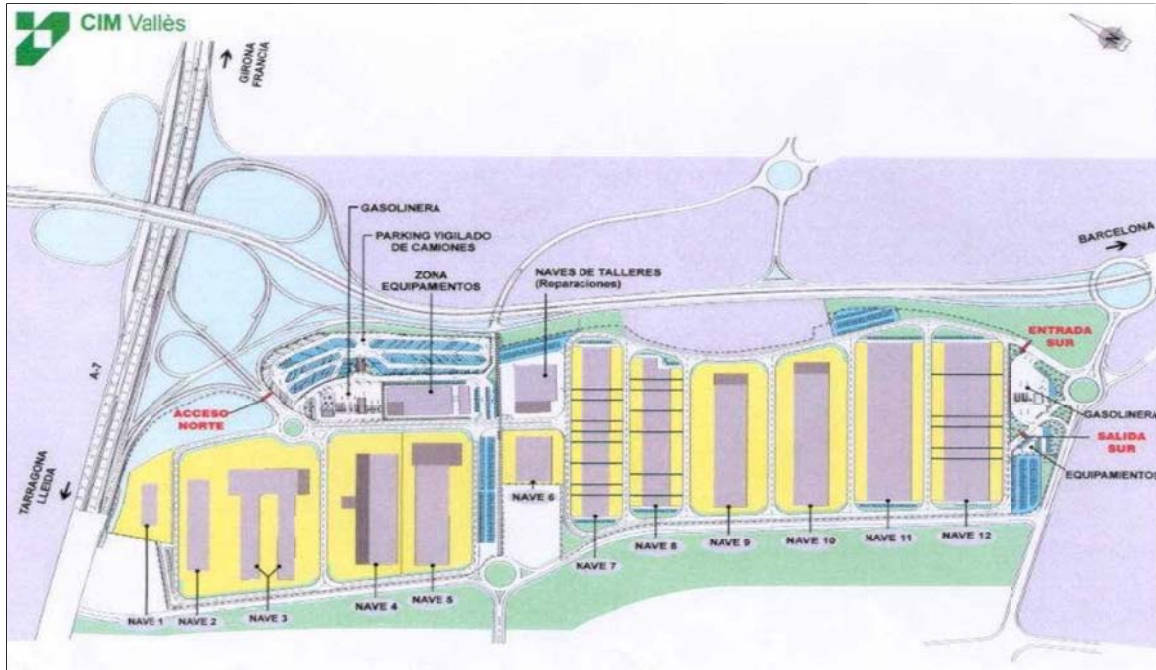 CIM Vallès
N
GIRONA
FRANCIA
GASOLINERA
PARKING VIGILADO
DE CAMIONES
ZONA
EQUIPAMIENTOS
NAVES DE TALLERES
(Reparaciones)
BARCELONA
ENTRADA
SUR
A-7
ACCESO
NORTE
GASOLINERA
SALIDA
SUR
EQUIPAMIENTOS
TARRAGONA
LLEIDA
NAVE 1
NAVE 2
NAVE 3
NAVE 4
NAVE 5
NAVE 6
NAVE 7
NAVE 8
NAVE 9
NAVE 10
NAVE 11
NAVE 12